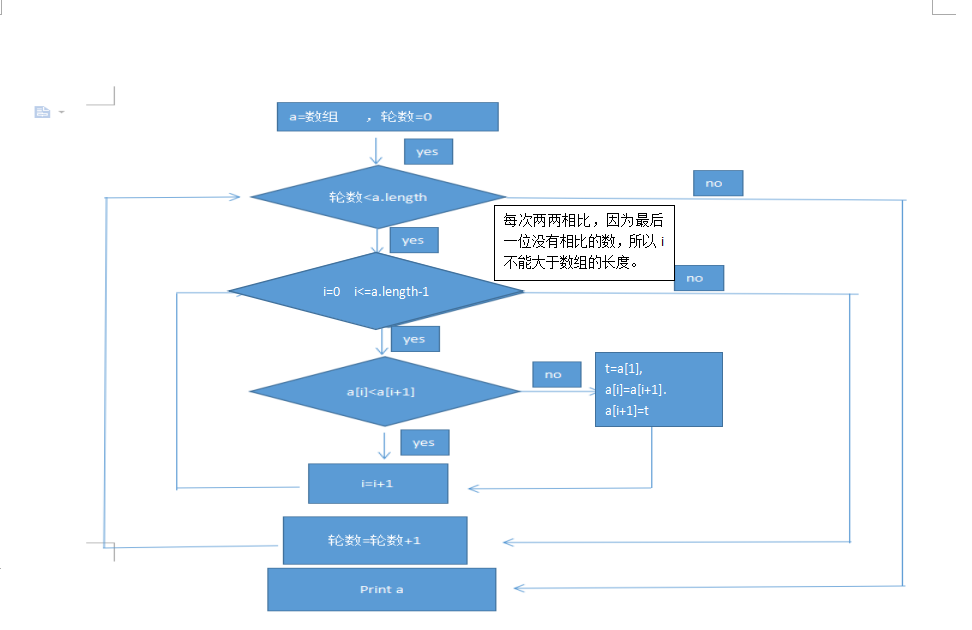 a=数组 ，轮数=0
yes
轮数<a.length
no
每次两两相比，因为最后
一位没有相比的数，所以 i
不能大于数组的长度。
yes
i=0 i<=a.length-1
no
yes
a[i]<a[i+1]
no
t=a[1],
a[i]=a[i+1].
a[i+1]=t
yes
i=i+1
轮数=轮数+1
Print a